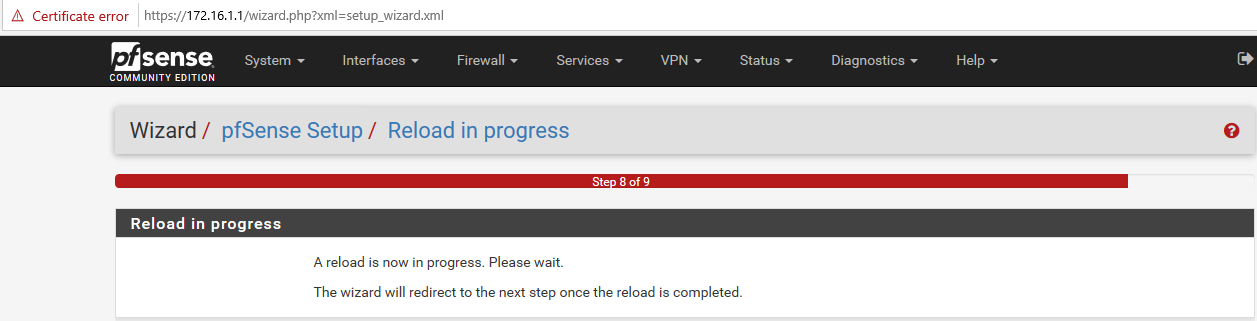 Certificate error https://172.16.1.1/wizard.php?xml=setup_wizard.xml
pfsense
COMMUNITY EDITION
System Interfaces Firewall Services VPN Status Diagnostics Help
Wizard / pfSense Setup / Reload in progress
Step 8 of 9
Reload in progress
A reload is now in progress. Please wait.
The wizard will redirect to the next step once the reload is completed.